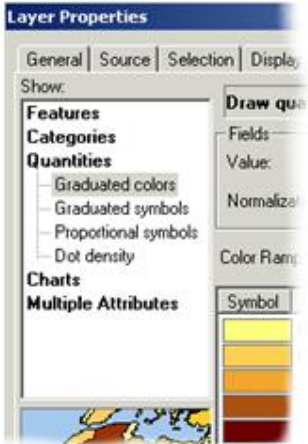 Layer Properties
General Source Selection Display
Show:
Features
Categories
Quantities
Graduated colors
Graduated symbols
Proportional symbols
Dot density
Charts
Multiple Attributes
Draw
Fields
Value:
Color
Symbol